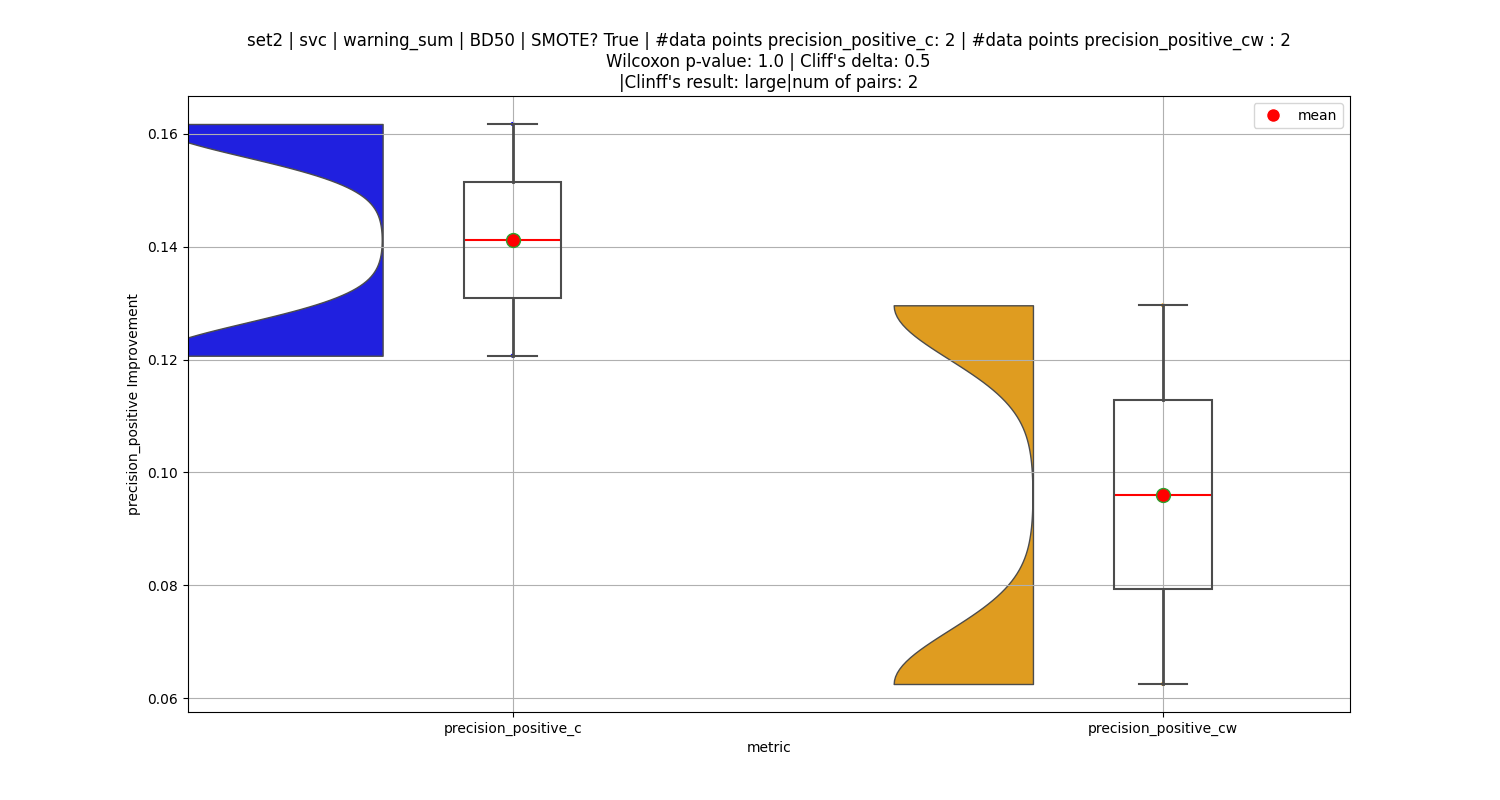 set2 | svc | warning_sum | BD50 | SMOTE? True | #data points precision_positive_c: 2 | #data points precision_positive_cw : 2
Wilcoxon p-value: 1.0 | Cliff's delta: 0.5
|Clinff's result: large|num of pairs: 2
mean
0.16
0.14
0.12
0.10
0.08
0.06
precision_positive Improvement
precision_positive_c
precision_positive_cw
metric